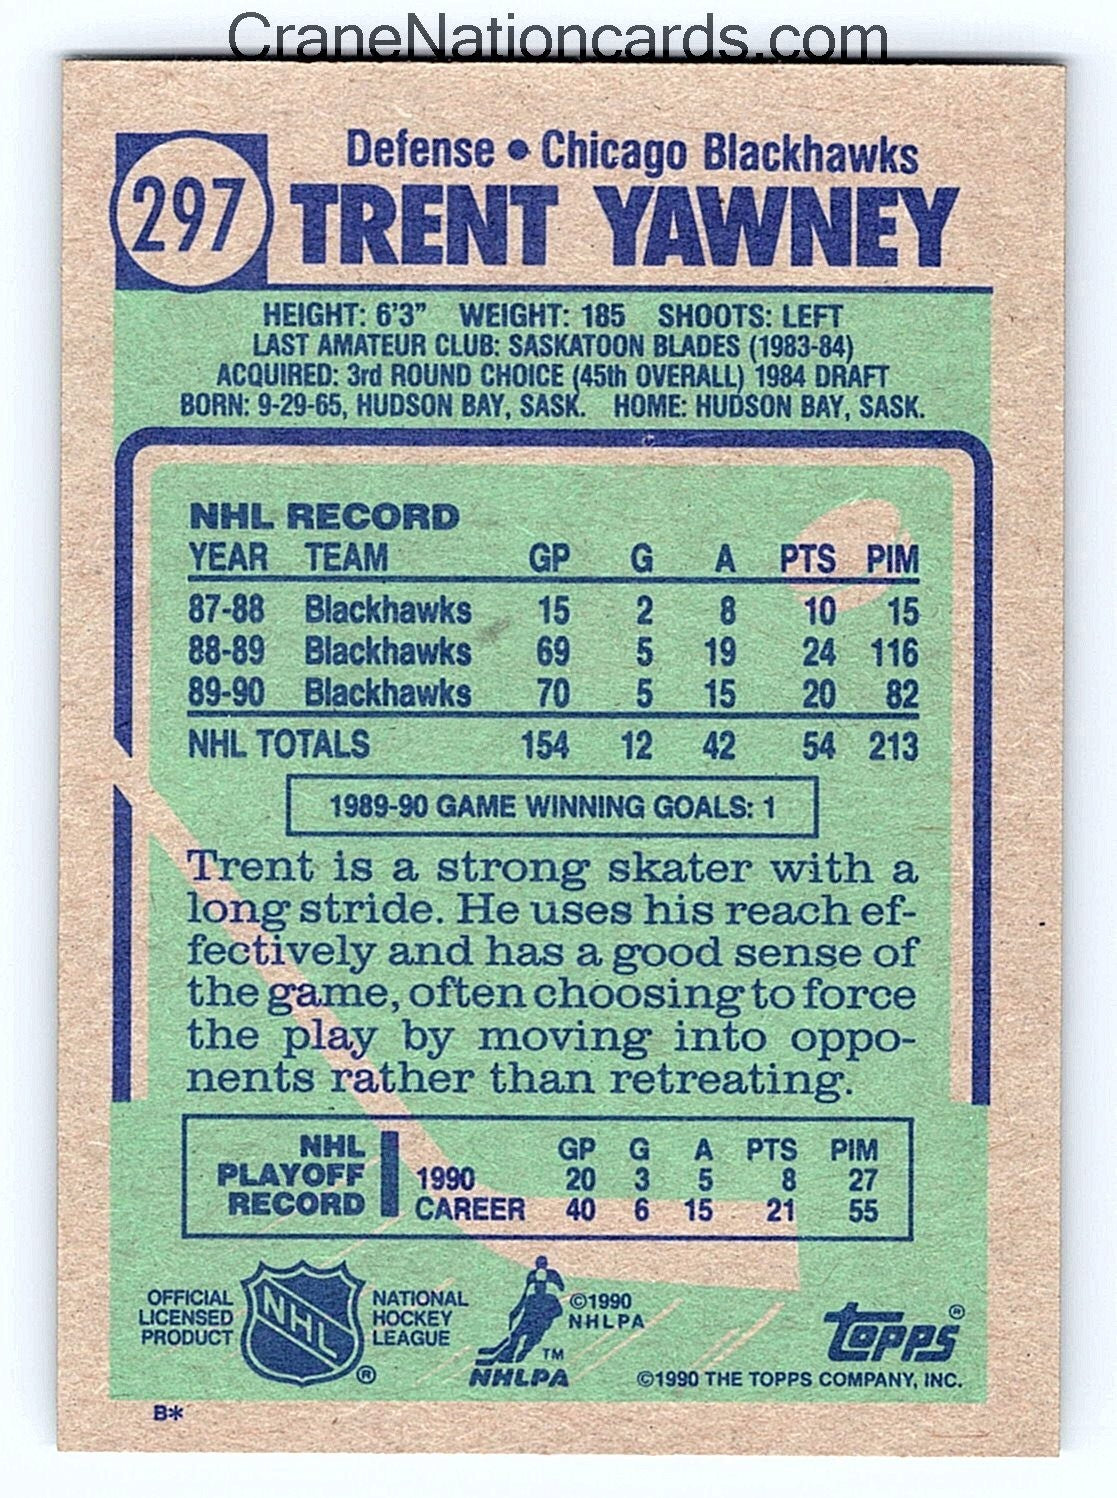 CraneNationcards.com
297
Defense • Chicago Blackhawks
TRENT YAWNEY
HEIGHT: 6'3" WEIGHT: 185 SHOOTS: LEFT
LAST AMATEUR CLUB: SASKATOON BLADES (1983-84)
ACQUIRED: 3rd ROUND CHOICE (45th OVERALL) 1984 DRAFT
BORN: 9-29-65, HUDSON BAY, SASK. HOME: HUDSON BAY, SASK.
NHL RECORD
YEAR TEAM GP G A PTS PIM
87-88 Blackhawks 15 2 8 10 15
88-89 Blackhawks 69 5 19 24 116
89-90 Blackhawks 70 5 15 20 82
NHL TOTALS 154 12 42 54 213
1989-90 GAME WINNING GOALS: 1
Trent is a strong skater with a
long stride. He uses his reach ef-
fectively and has a good sense of
the game, often choosing to force
the play by moving into oppo-
nents rather than retreating.
NHL PLAYOFF RECORD
GP G A PTS PIM
1990 20 3 5 8 27
CAREER 40 6 15 21 55
OFFICIAL
LICENSED
PRODUCT
NHL
®
NATIONAL
HOCKEY
LEAGUE
©1990
NHLPA
TM
NHLPA
TOPPS®
©1990 THE TOPPS COMPANY, INC.
B*